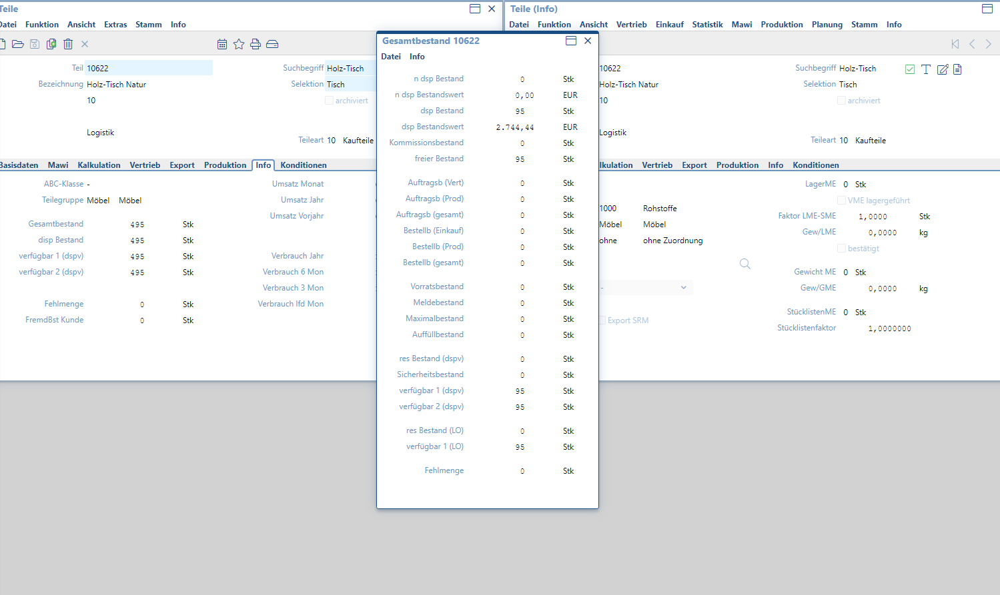 Teile
Datei Funktion Ansicht Extras Stamm Info
Teil 10622
Suchbegriff Holz-Tisch
Bezeichnung Holz-Tisch Natur
Selektion Tisch
10
archiviert
Logistik
Teileart 10 Kaufteile
Basisdaten Mawi Kalkulation Vertrieb Export Produktion Info Konditionen
ABC-Klasse -
Umsatz Monat
Teilegruppe Möbel Möbel
Umsatz Jahr
Umsatz Vorjahr
Gesamtbestand 495 Stk
disp Bestand 495 Stk
verfügbar 1 (dspv) 495 Stk
Verbrauch Jahr
verfügbar 2 (dspv) 495 Stk
Verbrauch 6 Mon
Verbrauch 3 Mon
Fehlmenge 0 Stk
Verbrauch lfd Mon
FremdBst Kunde 0 Stk
Gesamtbestand 10622
Datei Info
n dsp Bestand 0 Stk
n dsp Bestandswert 0,00 EUR
dsp Bestand 95 Stk
dsp Bestandswert 2.744,44 EUR
Kommissionsbestand 0 Stk
freier Bestand 95 Stk
Auftragsb (Vert) 0 Stk
Auftragsb (Prod) 0 Stk
Auftragsb (gesamt) 0 Stk
Bestellb (Einkauf) 0 Stk
Bestellb (Prod) 0 Stk
Bestellb (gesamt) 0 Stk
Vorratsbestand 0 Stk
Meldebestand 0 Stk
Maximalbestand 0 Stk
Auffüllbestand 0 Stk
res Bestand (dspv) 0 Stk
Sicherheitsbestand 0 Stk
verfügbar 1 (dspv) 95 Stk
verfügbar 2 (dspv) 95 Stk
res Bestand (LO) 0 Stk
verfügbar 1 (LO) 95 Stk
Fehlmenge 0 Stk
Teile (Info)
Datei Funktion Ansicht Vertrieb Einkauf Statistik Mawi Produktion Planung Stamm Info
10622
Suchbegriff Holz-Tisch
Holz-Tisch Natur
Selektion Tisch
10
archiviert
Logistik
Teileart 10 Kaufteile
lkulation Vertrieb Export Produktion Info Konditionen
LagerME 0 Stk
VME lagergeführt
1000 Rohstoffe
Faktor LME-SME 1,0000 Stk
Möbel Möbel
Gew/LME 0,0000 kg
ohne ohne Zuordnung
bestätigt
Gewicht ME 0 Stk
-
Gew/GME 0,0000 kg
StücklistenME 0 Stk
Export SRM
Stücklistenfaktor 1,0000000